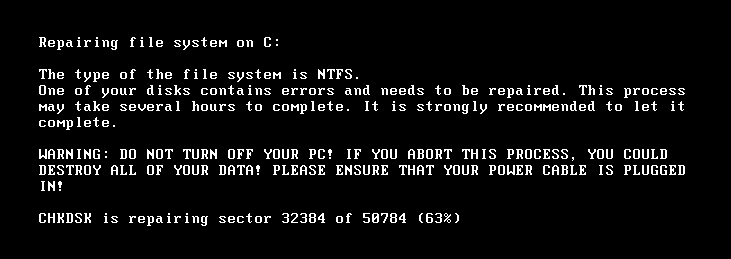 Repairing file system on C:
The type of the file system is NTFS.
One of your disks contains errors and needs to be repaired. This process
may take several hours to complete. It is strongly recommended to let it
complete.
WARNING: DO NOT TURN OFF YOUR PC! IF YOU ABORT THIS PROCESS, YOU COULD
DESTROY ALL OF YOUR DATA! PLEASE ENSURE THAT YOUR POWER CABLE IS PLUGGED
IN!
CHKDSK is repairing sector 32384 of 50784 (63%)